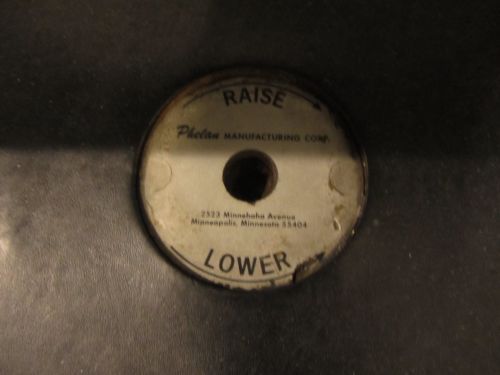 RAISE
Phelan MANUFACTURING CORP.
2523 Minnehaha Avenue
Minneapolis, Minnesota 55404
LOWER